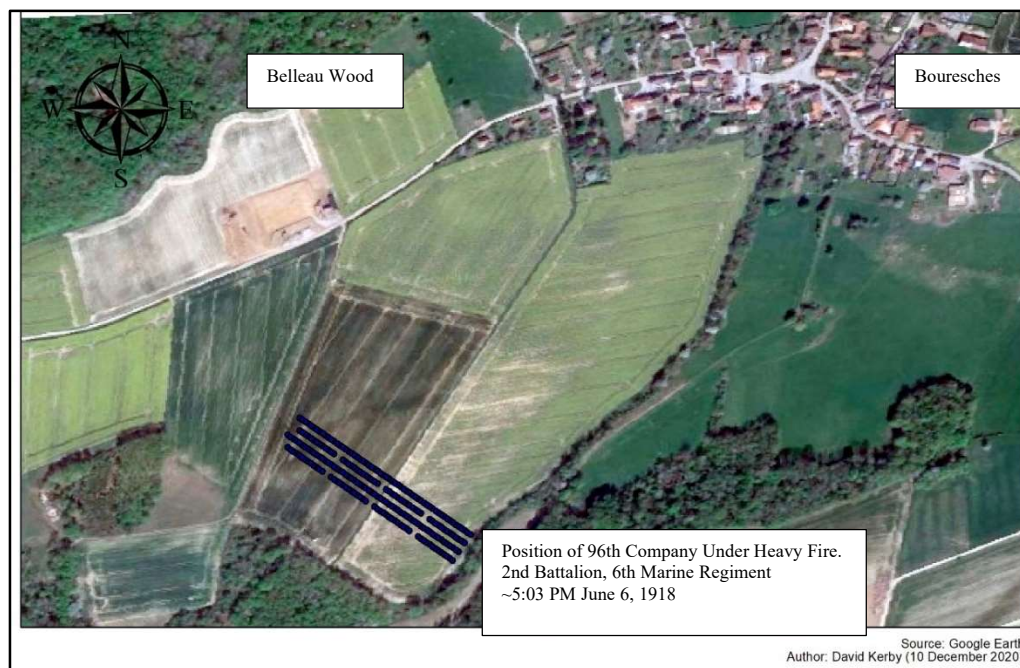 N
Belleau Wood
Bouresches
W
E
S
Position of 96th Company Under Heavy Fire.
2nd Battalion, 6th Marine Regiment
~5:03 PM June 6, 1918
Source: Google Earth
Author: David Kerby (10 December 2020)